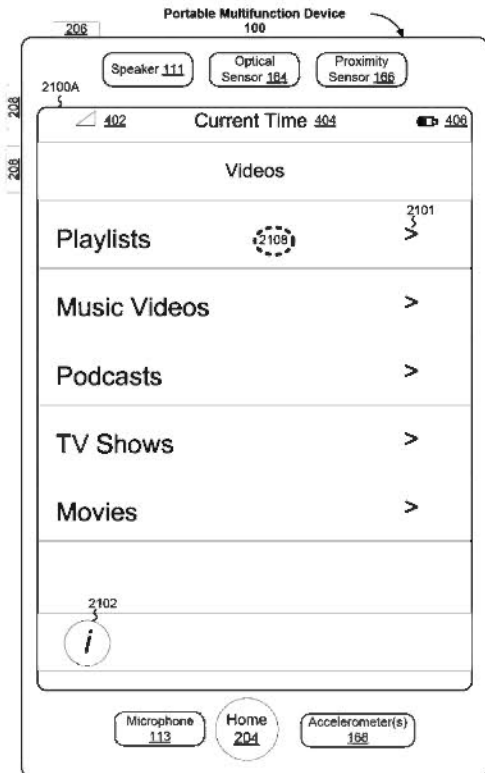 Portable Multifunction Device
100
206
Speaker 111
Optical
Sensor 164
Proximity
Sensor 166
2100A
208
208
402
Current Time 404
406
Videos
2101
Playlists
2108
>
Music Videos
>
Podcasts
>
TV Shows
>
Movies
>
2102
i
Microphone
113
Home
204
Accelerometer(s)
168